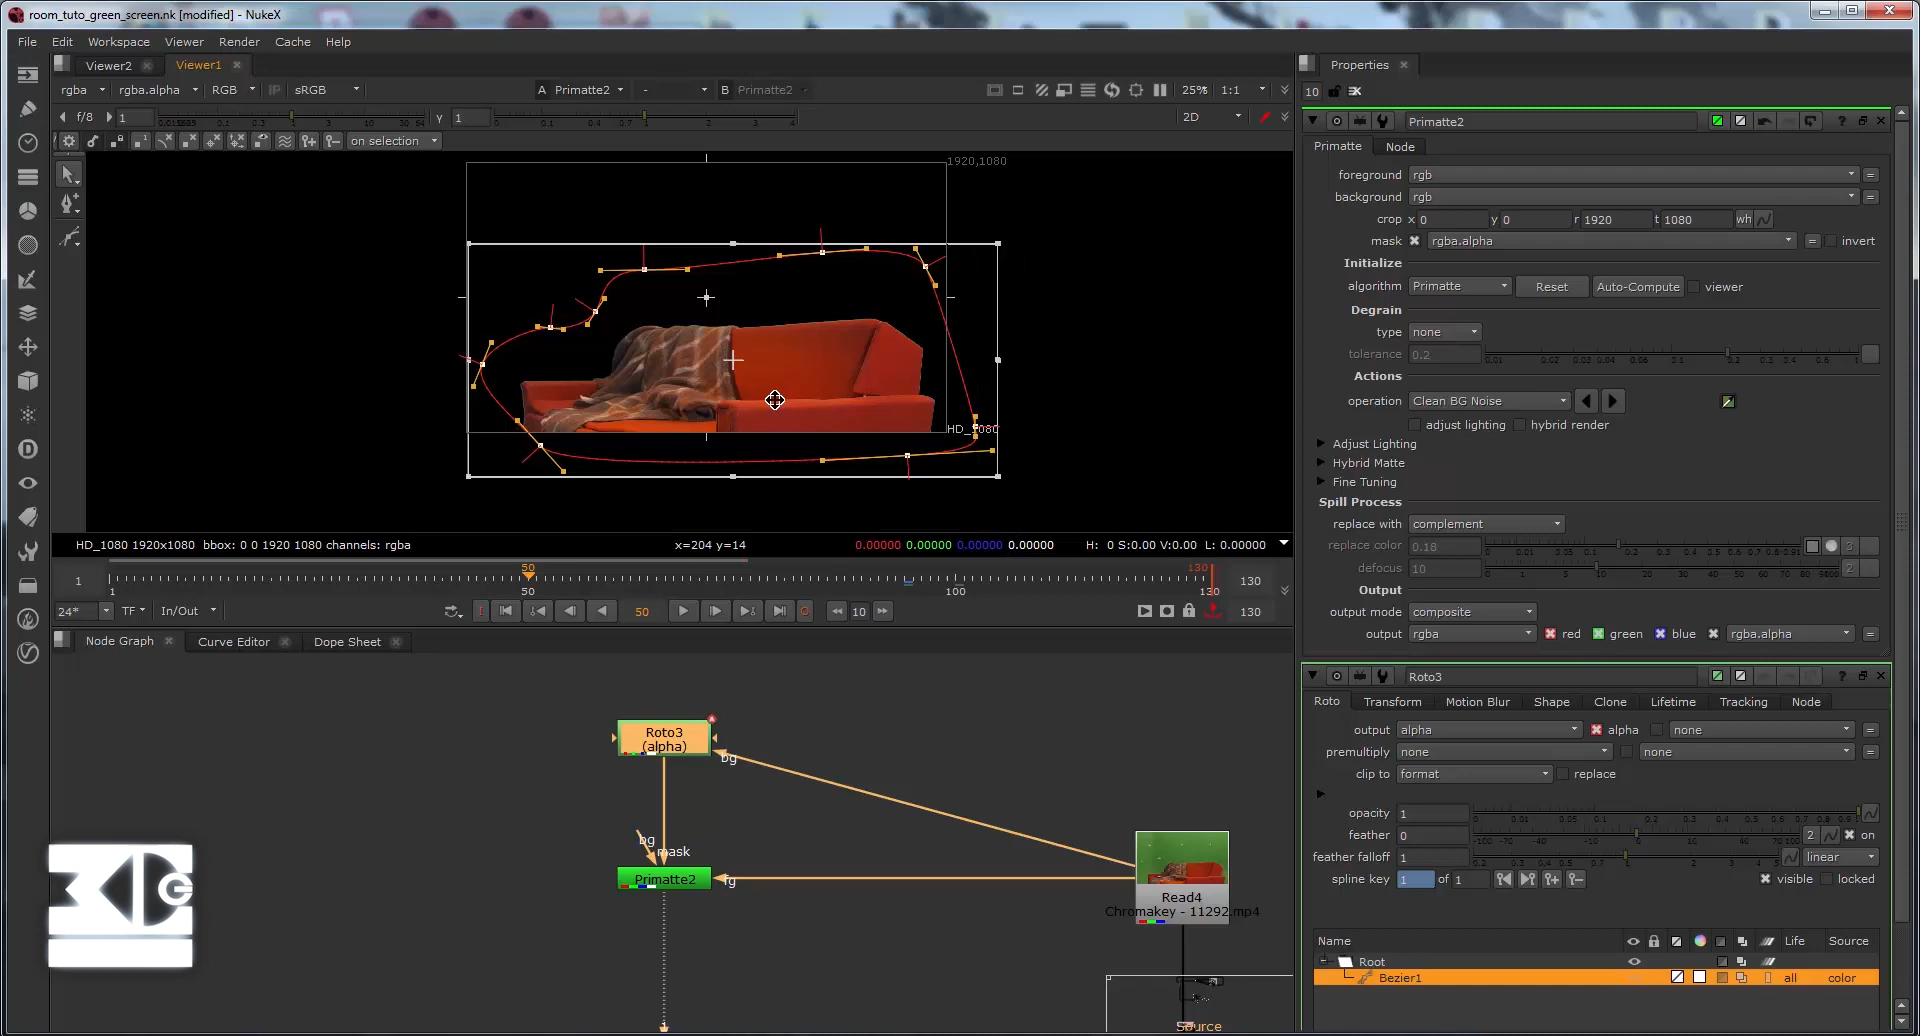 room_tuto_green_screen.nk [modified] - NukeX
File Edit Workspace Viewer Render Cache Help
Viewer2 Viewer1
rgba rgba.alpha RGB IP sRGB A Primatte2 - B Primatte2 25% 1:1
f/8 1 y 1 2D
on selection
1920,1080
HD_1080
HD_1080 1920x1080 bbox: 0 0 1920 1080 channels: rgba x=204 y=14 0.00000 0.00000 0.00000 0.00000 H: 0 S:0.00 V:0.00 L: 0.00000
50 130
1 130
1 50 100 130
24* TF In/Out 50 10 130
Node Graph Curve Editor Dope Sheet
Roto3
(alpha)
bg
bg
mask
Primatte2
fg
Read4
Chromakey - 11292.mp4
Source
Properties
10
Primatte2
Primatte Node
foreground rgb
background rgb
crop x 0 y 0 r 1920 t 1080 wh
mask rgba.alpha invert
Initialize
algorithm Primatte Reset Auto-Compute viewer
Degrain
type none
tolerance 0.2
Actions
operation Clean BG Noise
adjust lighting hybrid render
Adjust Lighting
Hybrid Matte
Fine Tuning
Spill Process
replace with complement
replace color 0.18
defocus 10 2
Output
output mode composite
output rgba red green blue rgba.alpha
Roto3
Roto Transform Motion Blur Shape Clone Lifetime Tracking Node
output alpha alpha none
premultiply none none
clip to format replace
opacity 1
feather 0 2 on
feather falloff 1 linear
spline key 1 of 1 visible locked
Name Life Source
Root
Bezier1 all color